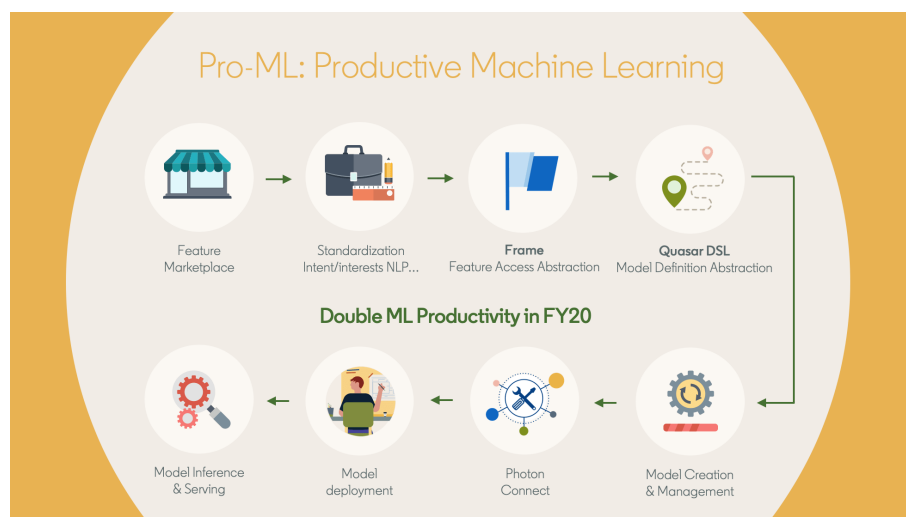 Pro-ML: Productive Machine Learning
Feature
Marketplace
Standardization
Intent/interests NLP...
Frame
Feature Access Abstraction
Quasar DSL
Model Definition Abstraction
Double ML Productivity in FY20
Model Inference
& Serving
Model
deployment
Photon
Connect
Model Creation
& Management